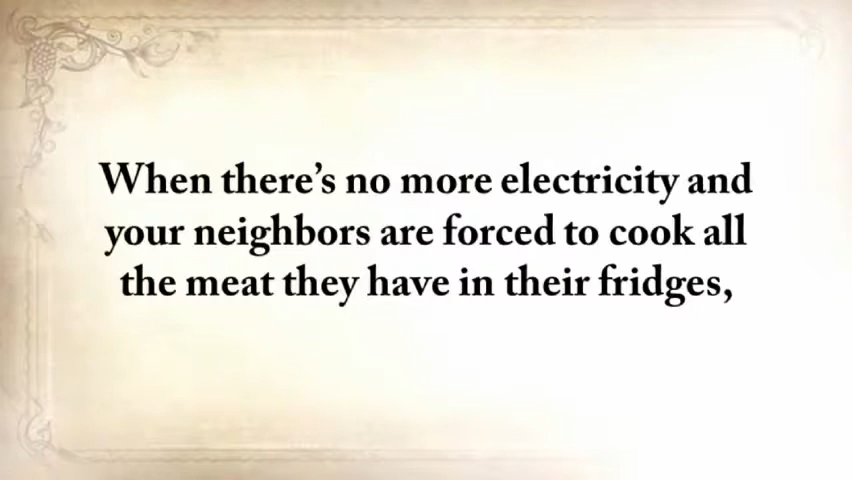 When there’s no more electricity and
your neighbors are forced to cook all
the meat they have in their fridges,